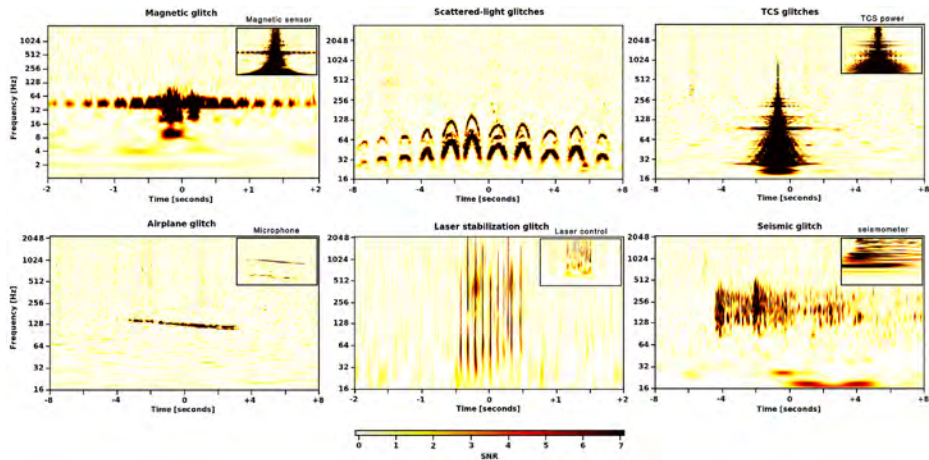 Magnetic glitch
Magnetic sensor
Frequency [Hz]
2048
1024
512
256
128
64
32
16
8
4
2
-2 -1 0 +1 +2
Time [seconds]
Scattered-light glitches
2048
1024
512
256
128
64
32
16
-8 -4 0 +4 +8
Time [seconds]
TCS glitches
TCS power
2048
1024
512
256
128
64
32
16
-8 -4 0 +4 +8
Time [seconds]
Airplane glitch
Microphone
Frequency [Hz]
2048
1024
512
256
128
64
32
16
-8 -4 0 +4 +8
Time [seconds]
Laser stabilization glitch
Laser control
2048
1024
512
256
128
64
32
16
-2 -1 0 +1 +2
Time [seconds]
Seismic glitch
seismometer
2048
1024
512
256
128
64
32
16
-8 -4 0 +4 +8
Time [seconds]
0 1 2 3 4 5 6 7
SNR